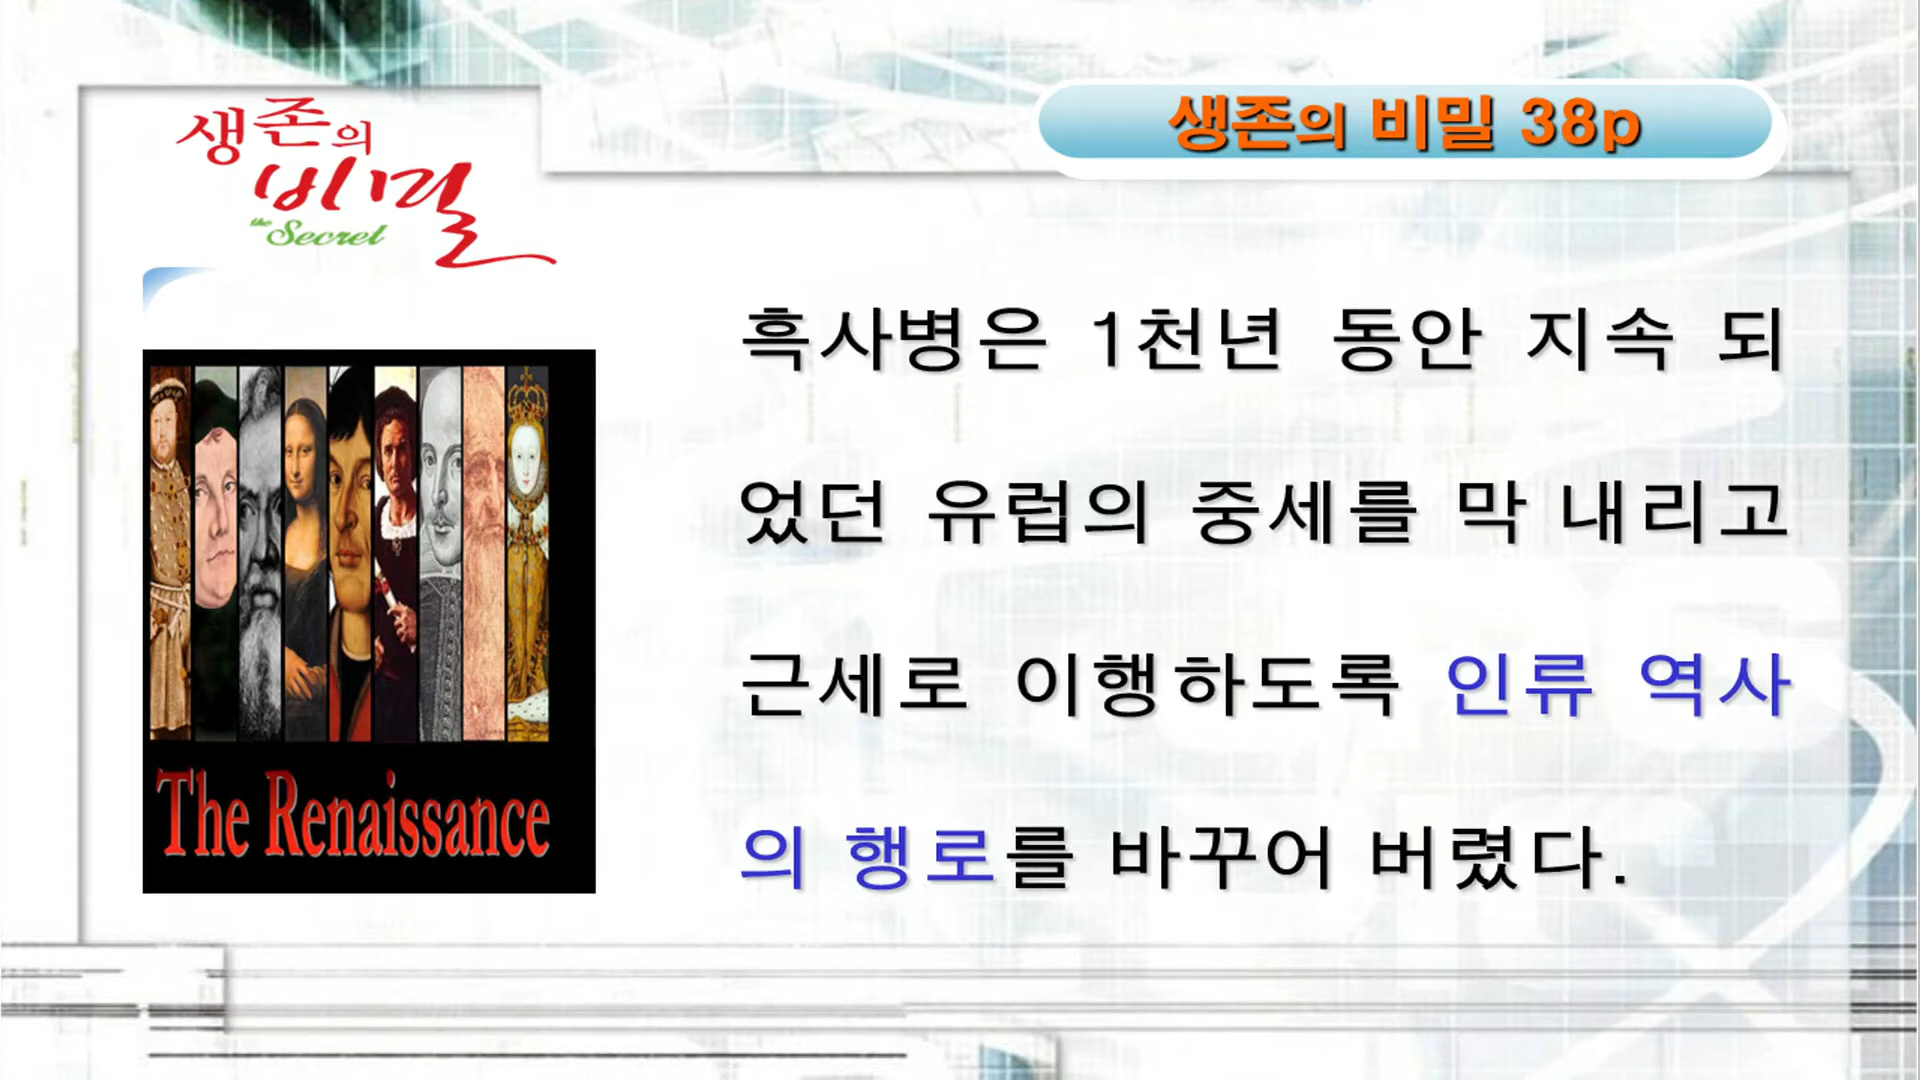 생존의
비밀
the Secret
생존의 비밀 38p
흑사병은 1천년 동안 지속 되
었던 유럽의 중세를 막 내리고
근세로 이행하도록 인류 역사
의 행로를 바꾸어 버렸다.
The Renaissance